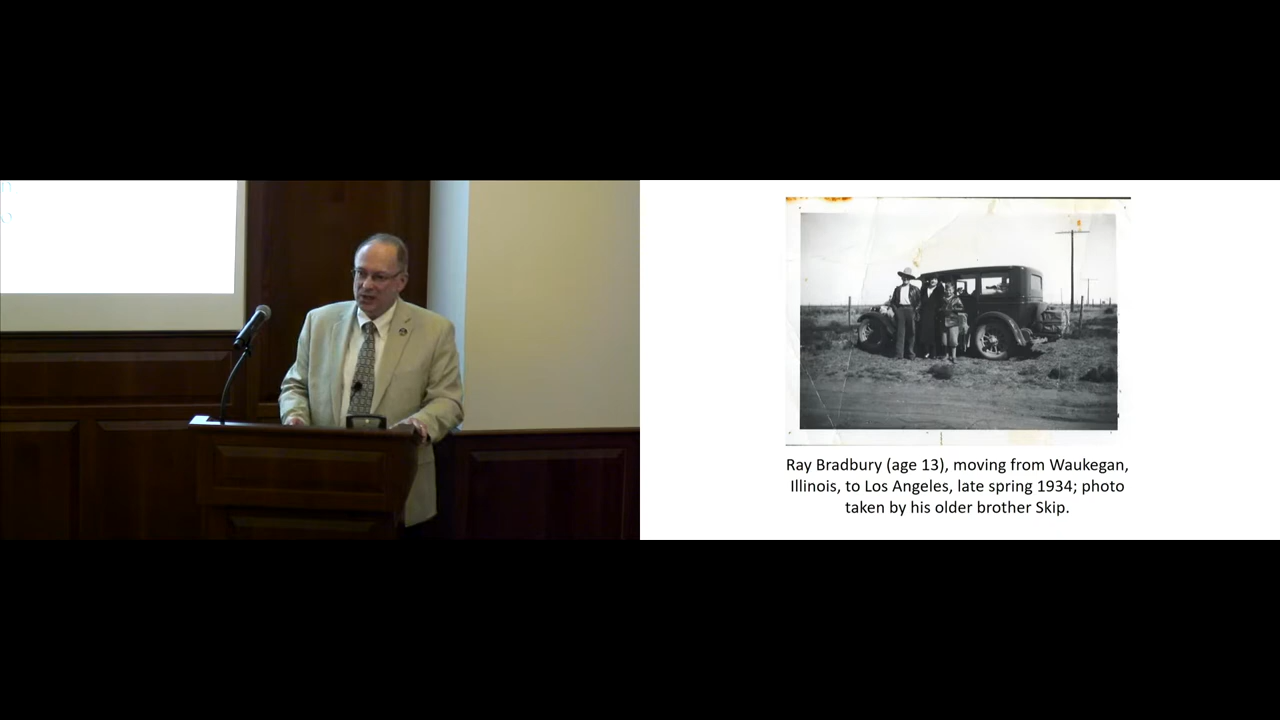 Ray Bradbury (age 13), moving from Waukegan,
Illinois, to Los Angeles, late spring 1934; photo
taken by his older brother Skip.